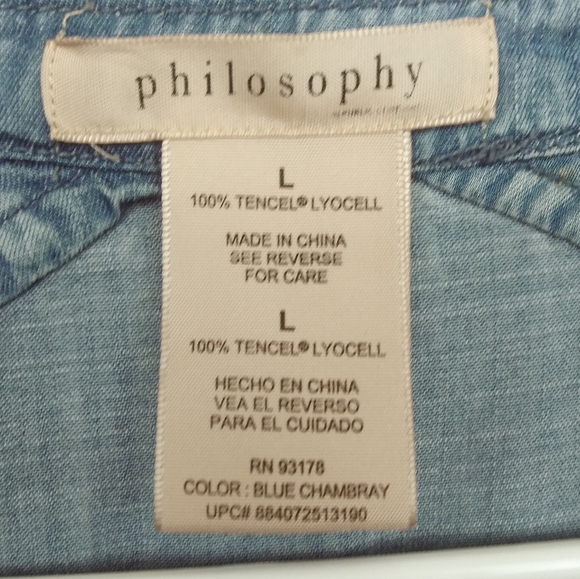 philosophy
L
100% TENCEL® LYOCELL
MADE IN CHINA
SEE REVERSE
FOR CARE
L
100% TENCEL® LYOCELL
HECHO EN CHINA
VEA EL REVERSO
PARA EL CUIDADO
RN 93178
COLOR : BLUE CHAMBRAY
UPC# 884072513190